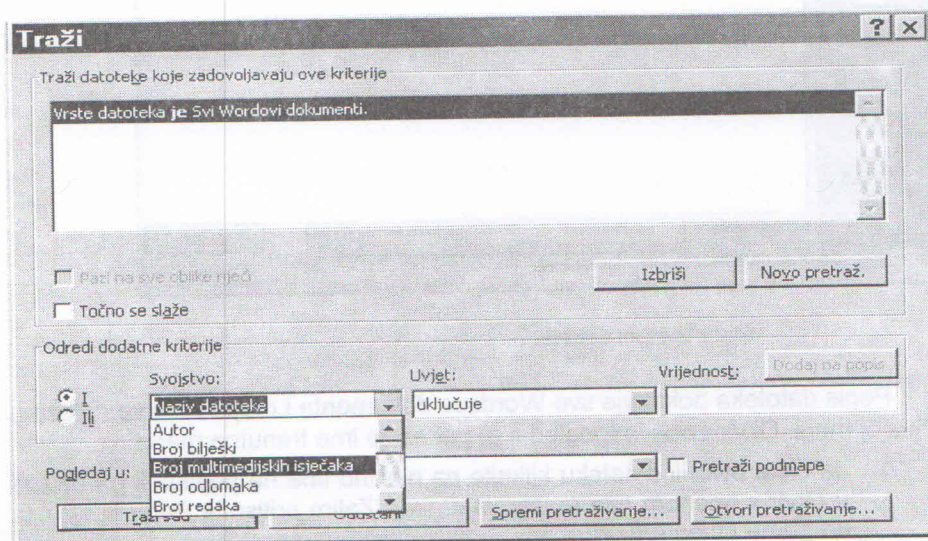 Traži
Traži datoteke koje zadovoljavaju ove kriterije
Vrste datoteka je Svi Wordovi dokumenti.
Pazi na sve oblike riječi
Izbriši
Novo pretraž.
Točno se slaže
Odredi dodatne kriterije
I
Ili
Svojstvo:
Uvjet:
Vrijednost:
Dodaj na popis
Naziv datoteke
uključuje
Autor
Broj bilješki
Broj multimedijskih isječaka
Broj odlomaka
Broj redaka
Pogledaj u:
Pretraži podmape
Traži sad
Odustani
Spremi pretraživanje...
Otvori pretraživanje...